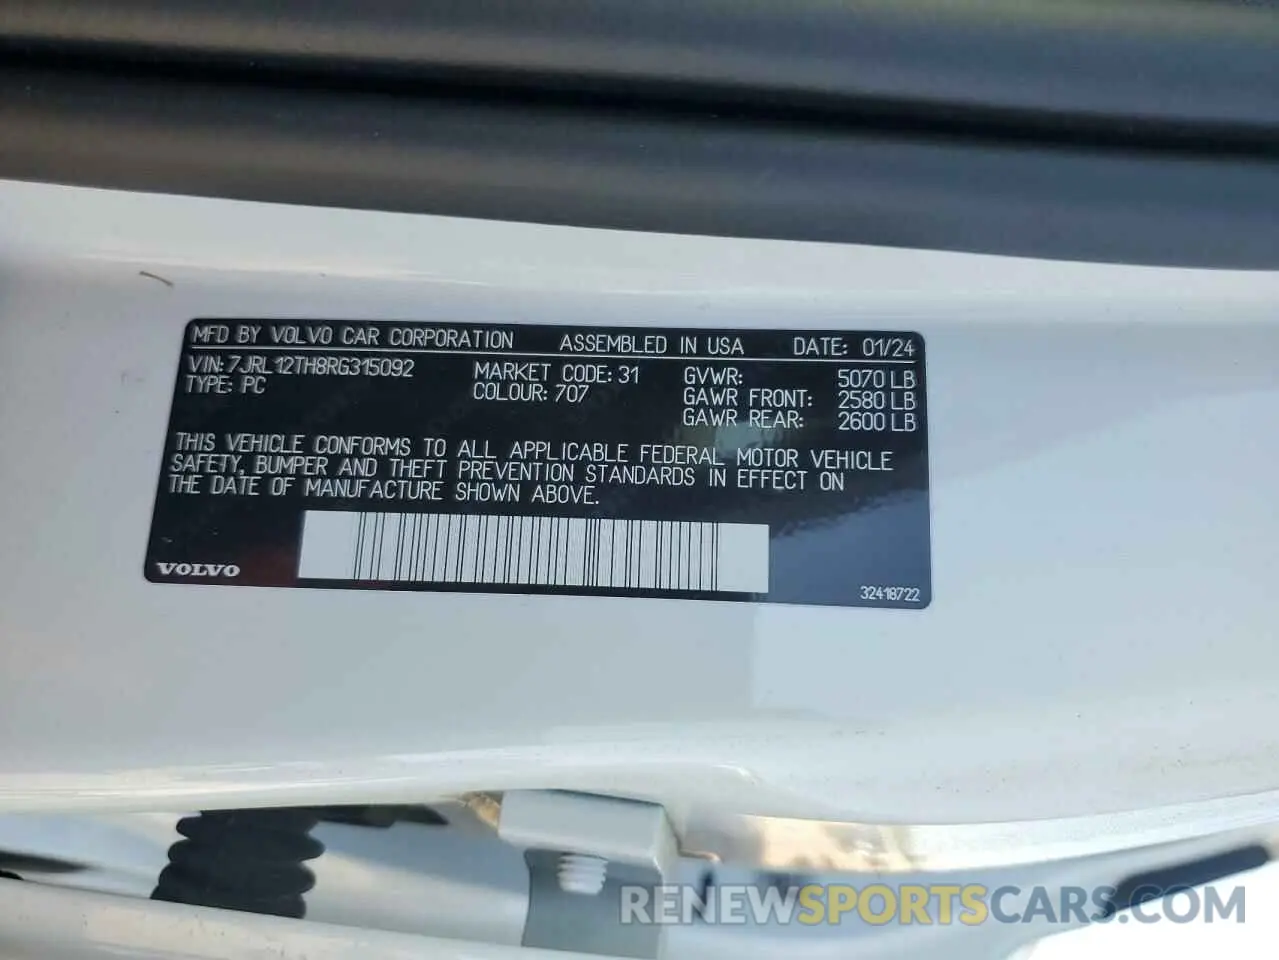 MFD BY VOLVO CAR CORPORATION ASSEMBLED IN USA DATE: 01/24
VIN: 7JRL12TH8RG315092 MARKET CODE: 31 GVWR: 5070 LB
TYPE: PC COLOUR: 707 GAWR FRONT: 2580 LB
GAWR REAR: 2600 LB
THIS VEHICLE CONFORMS TO ALL APPLICABLE FEDERAL MOTOR VEHICLE
SAFETY, BUMPER AND THEFT PREVENTION STANDARDS IN EFFECT ON
THE DATE OF MANUFACTURE SHOWN ABOVE.
VOLVO 32418722
RENEWSPORTSCARS.COM